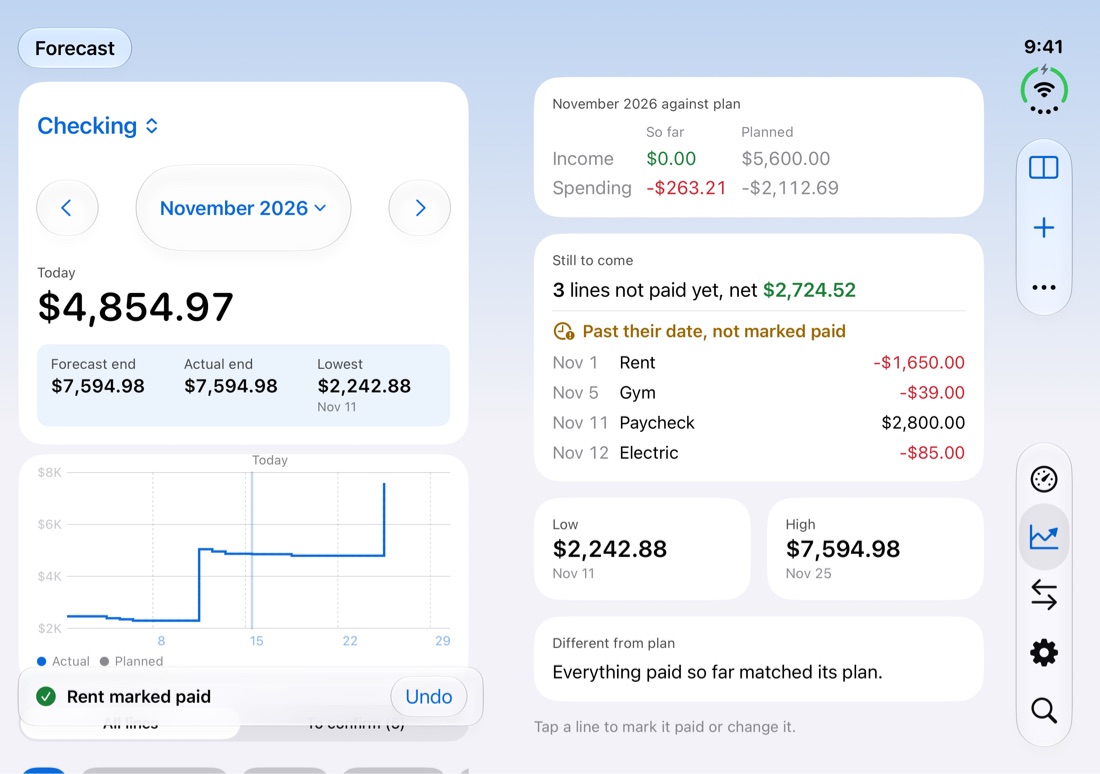 Forecast
9:41
Checking
November 2026
Today
$4,854.97
Forecast end
Actual end
Lowest
$7,594.98
$7,594.98
$2,242.88
Nov 11
Today
$8K
$6K
$4K
$2K
8
15
22
29
Actual
Planned
Rent marked paid
Undo
All lines
November 2026 against plan
So far
Planned
Income
$0.00
$5,600.00
Spending
-$263.21
-$2,112.69
Still to come
3 lines not paid yet, net $2,724.52
Past their date, not marked paid
Nov 1 Rent -$1,650.00
Nov 5 Gym -$39.00
Nov 11 Paycheck $2,800.00
Nov 12 Electric -$85.00
Low
$2,242.88
Nov 11
High
$7,594.98
Nov 25
Different from plan
Everything paid so far matched its plan.
Tap a line to mark it paid or change it.